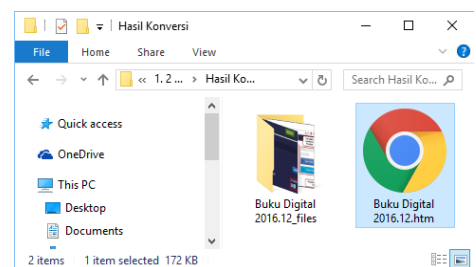 Hasil Konversi
File Home Share View
« 1. 2 ... › Hasil Ko... Search Hasil Ko...
Quick access
OneDrive
This PC
Desktop
Documents
Buku Digital
2016.12_files
Buku Digital
2016.12.htm
2 items 1 item selected 172 KB